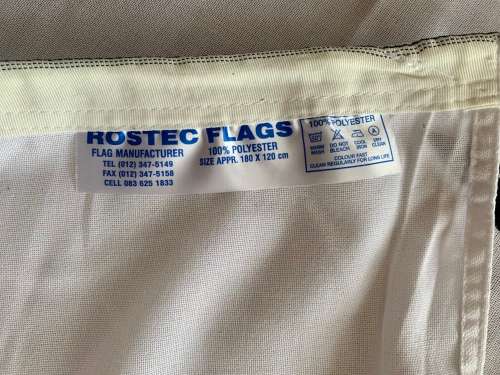 ROSTEC FLAGS
FLAG MANUFACTURER
TEL (012) 347-5149
FAX (012) 347-5158
CELL 083 625 1833
100% POLYESTER
SIZE APPR. 180 X 120 cm
100% POLYESTER
WARM WASH
DO NOT BLEACH
COOL IRON
A
DRY CLEAN
COLOUR FAST
CLEAN REGULARLY FOR LONG LIFE